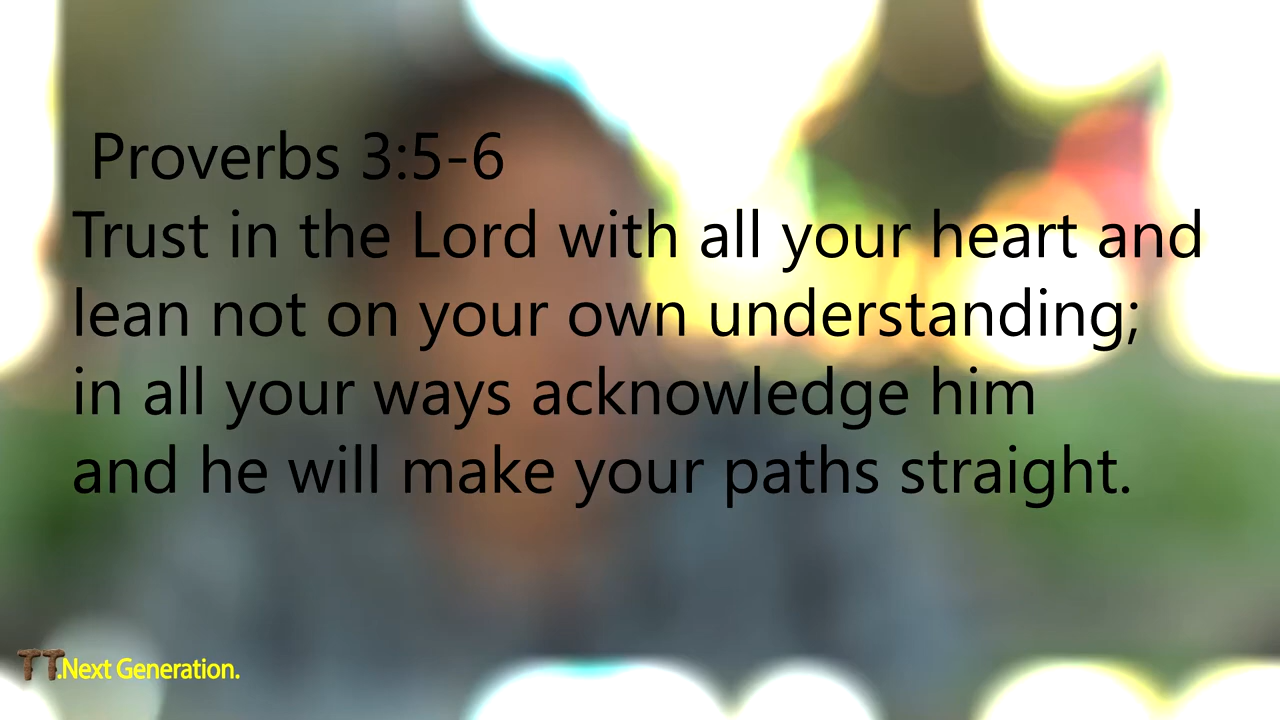 Proverbs 3:5-6
Trust in the Lord with all your heart and
lean not on your own understanding;
in all your ways acknowledge him
and he will make your paths straight.
TT.Next Generation.